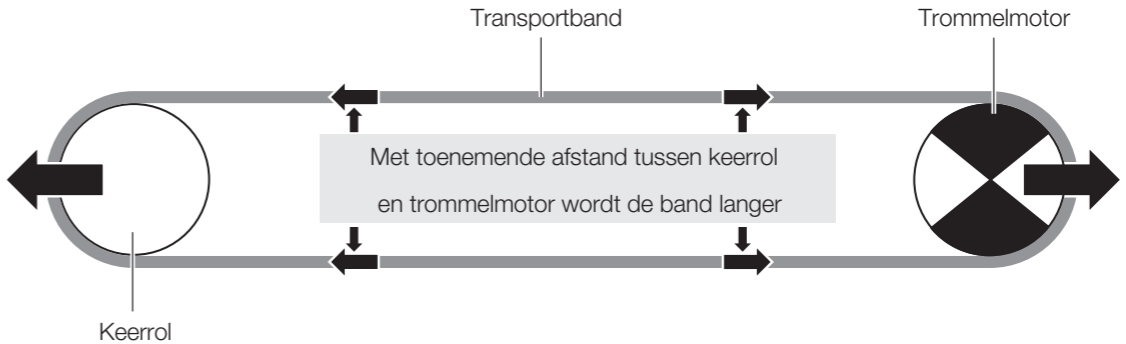 Transportband
Trommelmotor
Met toenemende afstand tussen keerrol
en trommelmotor wordt de band langer
Keerrol